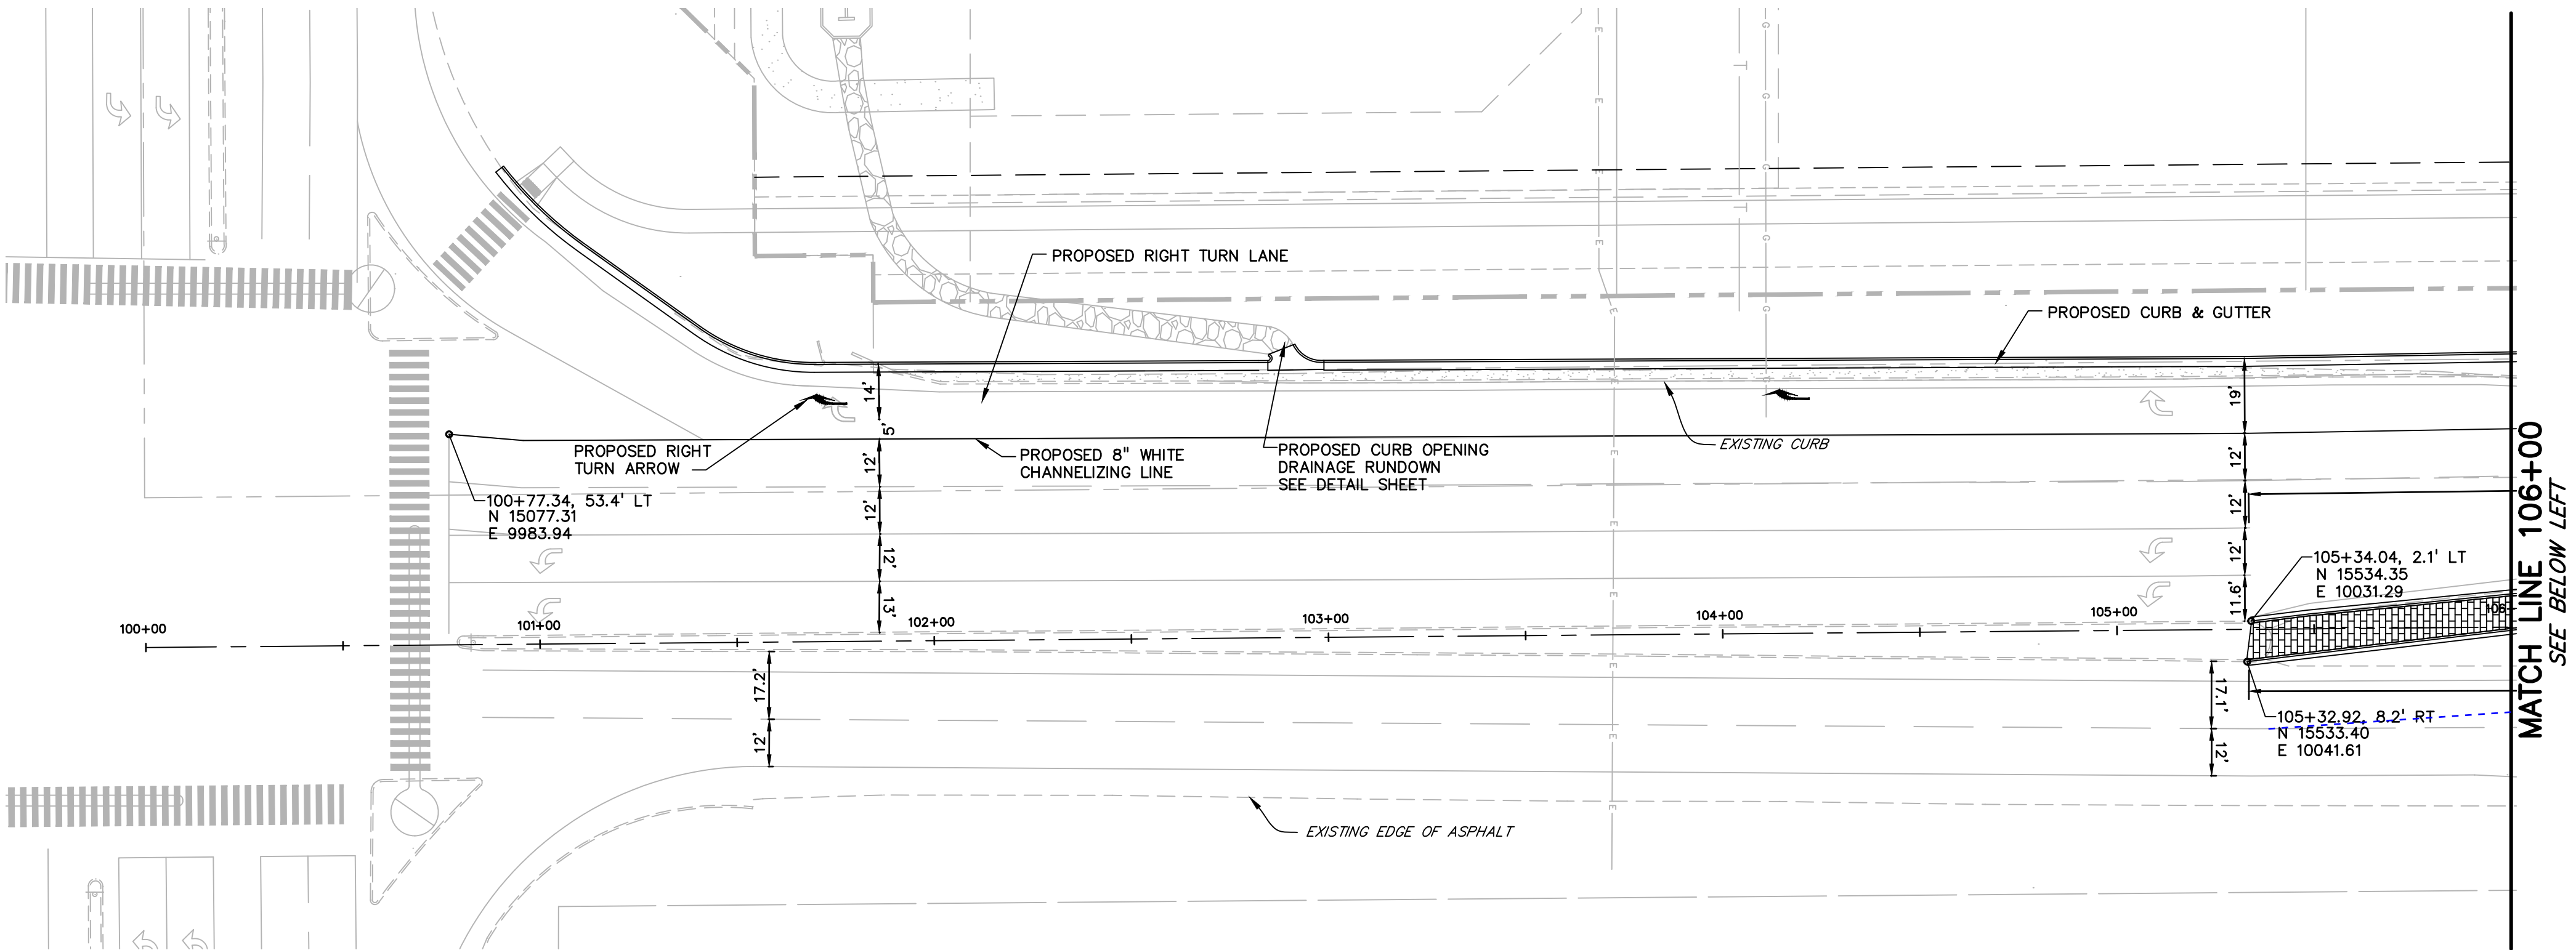 PROPOSED RIGHT TURN LANE
PROPOSED CURB & GUTTER
14'
5'
12'
12'
12'
13'
19'
12'
12'
12'
11.6'
PROPOSED RIGHT
TURN ARROW
PROPOSED 8" WHITE
CHANNELIZING LINE
PROPOSED CURB OPENING
DRAINAGE RUNDOWN
SEE DETAIL SHEET
EXISTING CURB
100+77.34, 53.4' LT
N 15077.31
E 9983.94
105+34.04, 2.1' LT
N 15534.35
E 10031.29
100+00
101+00
102+00
103+00
104+00
105+00
106+
17.2'
12'
17.1'
12'
105+32.92, 8.2' RT
N 15533.40
E 10041.61
EXISTING EDGE OF ASPHALT
MATCH LINE 106+00
SEE BELOW LEFT
E
E
E
E
E
E
E
E
E
E
E
E
G
G
G
G
G
G
T
T